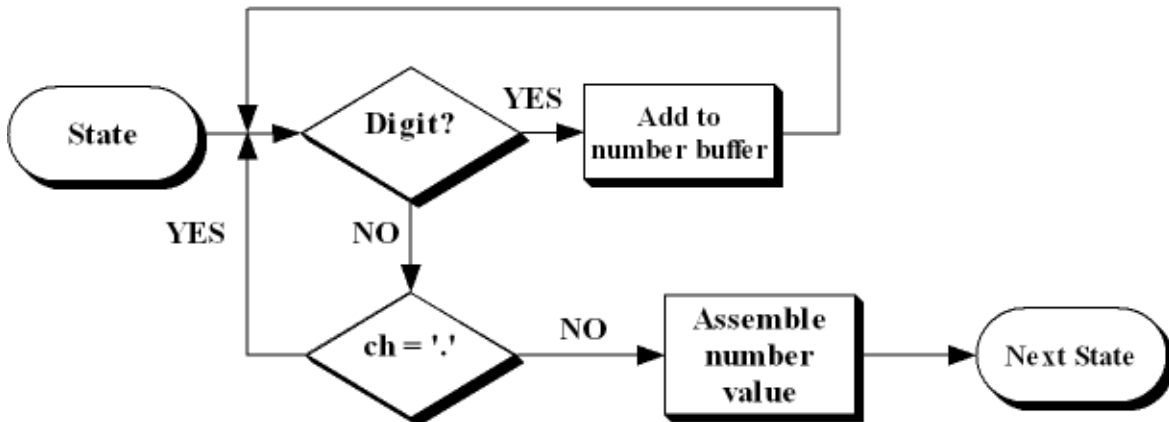 State
Digit?
YES
Add to
number buffer
YES
NO
ch = '.'
NO
Assemble
number
value
Next State